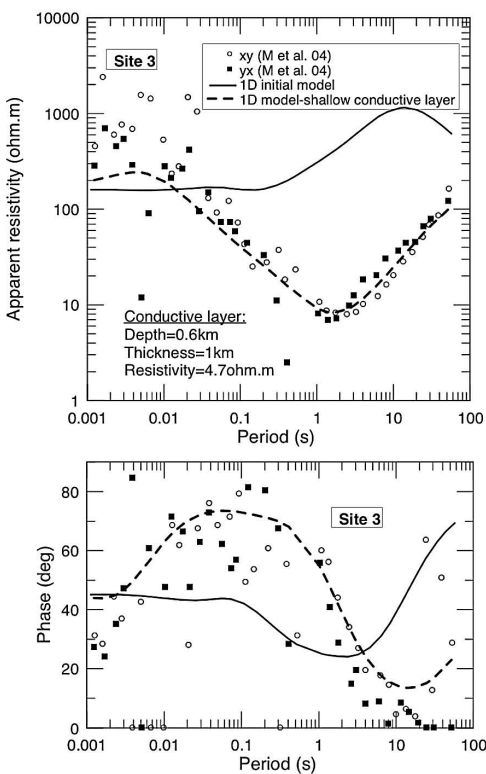 10000
1000
100
10
1
Apparent resistivity (ohm.m)
Site 3
xy (M et al. 04)
yx (M et al. 04)
1D initial model
1D model-shallow conductive layer
Conductive layer:
Depth=0.6km
Thickness=1km
Resistivity=4.7ohm.m
0.001 0.01 0.1 1 10 100
Period (s)
80
60
40
20
0
Phase (deg)
Site 3
0.001 0.01 0.1 1 10 100
Period (s)